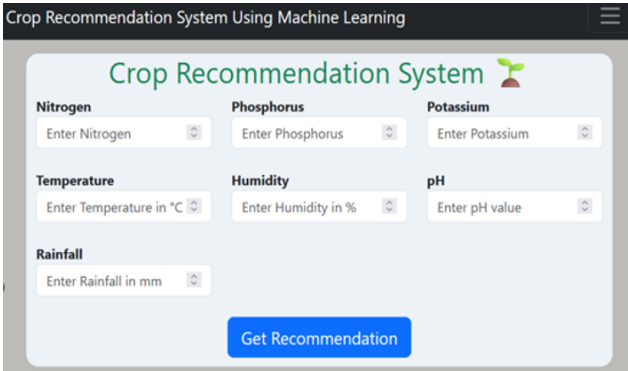 Crop Recommendation System Using Machine Learning
Crop Recommendation System 🌱
Nitrogen Phosphorus Potassium
Enter Nitrogen Enter Phosphorus Enter Potassium
Temperature Humidity pH
Enter Temperature in °C Enter Humidity in % Enter pH value
Rainfall
Enter Rainfall in mm
Get Recommendation